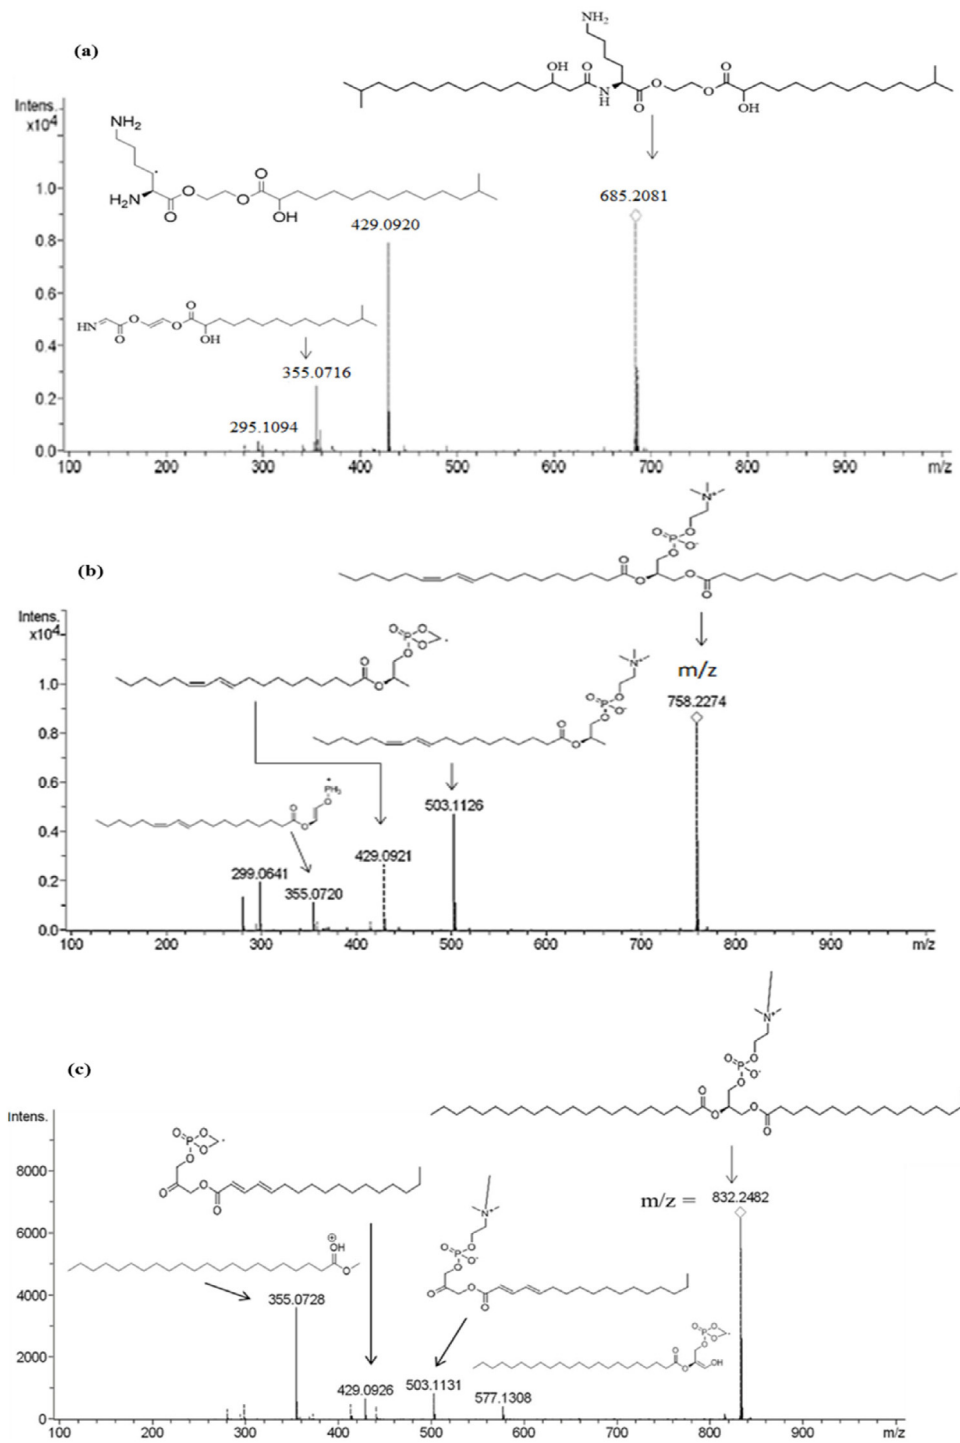 (a)
NH₂
OH
O
N
H
O
O
O
O
OH
Intens.
x10⁴
NH₂
H₂N
O
O
O
O
OH
685.2081
1.0
429.0920
0.8
0.6
HN
O
O
O
O
OH
0.4
355.0716
0.2
295.1094
0.0
100 200 300 400 500 600 700 800 900 m/z
(b)
N⁺
O
O
P
O⁻
O
O
O
O
O
Intens.
x10⁴
O
O
P
O
O
O
O
N⁺
O
O
P
O⁻
O
O
O
m/z
758.2274
1.0
0.8
PH₂
O
O
O
503.1126
0.6
0.4
429.0921
299.0641
355.0720
0.2
0.0
100 200 300 400 500 600 700 800 900 m/z
(c)
N⁺
O
O
P
O⁻
O
O
O
O
O
Intens.
O
O
P
O
O
O
O
O
N⁺
O
O
P
O⁻
O
O
O
O
m/z = 832.2482
8000
6000
⊕
OH
O
355.0728
4000
O
O
P
O
O
O
O
OH
2000
429.0926
503.1131
577.1308
0
100 200 300 400 500 600 700 800 m/z